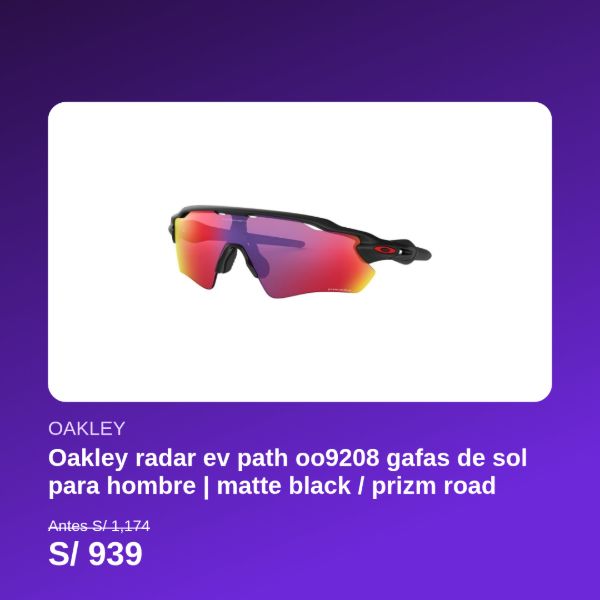 OAKLEY
Oakley radar ev path oo9208 gafas de sol
para hombre | matte black / prizm road
Antes S/ 1,174
S/ 939